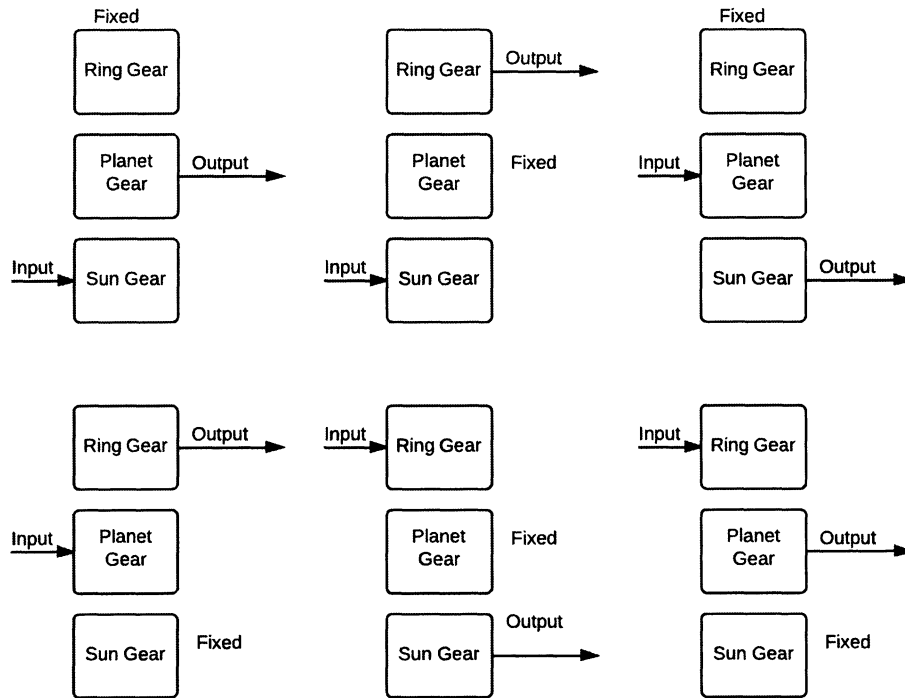 Fixed
Ring Gear
Planet
Gear
Output
Input
Sun Gear
Ring Gear
Output
Planet
Gear
Fixed
Input
Sun Gear
Fixed
Ring Gear
Input
Planet
Gear
Sun Gear
Output
Ring Gear
Output
Input
Planet
Gear
Sun Gear
Fixed
Input
Ring Gear
Planet
Gear
Fixed
Sun Gear
Output
Input
Ring Gear
Planet
Gear
Output
Sun Gear
Fixed